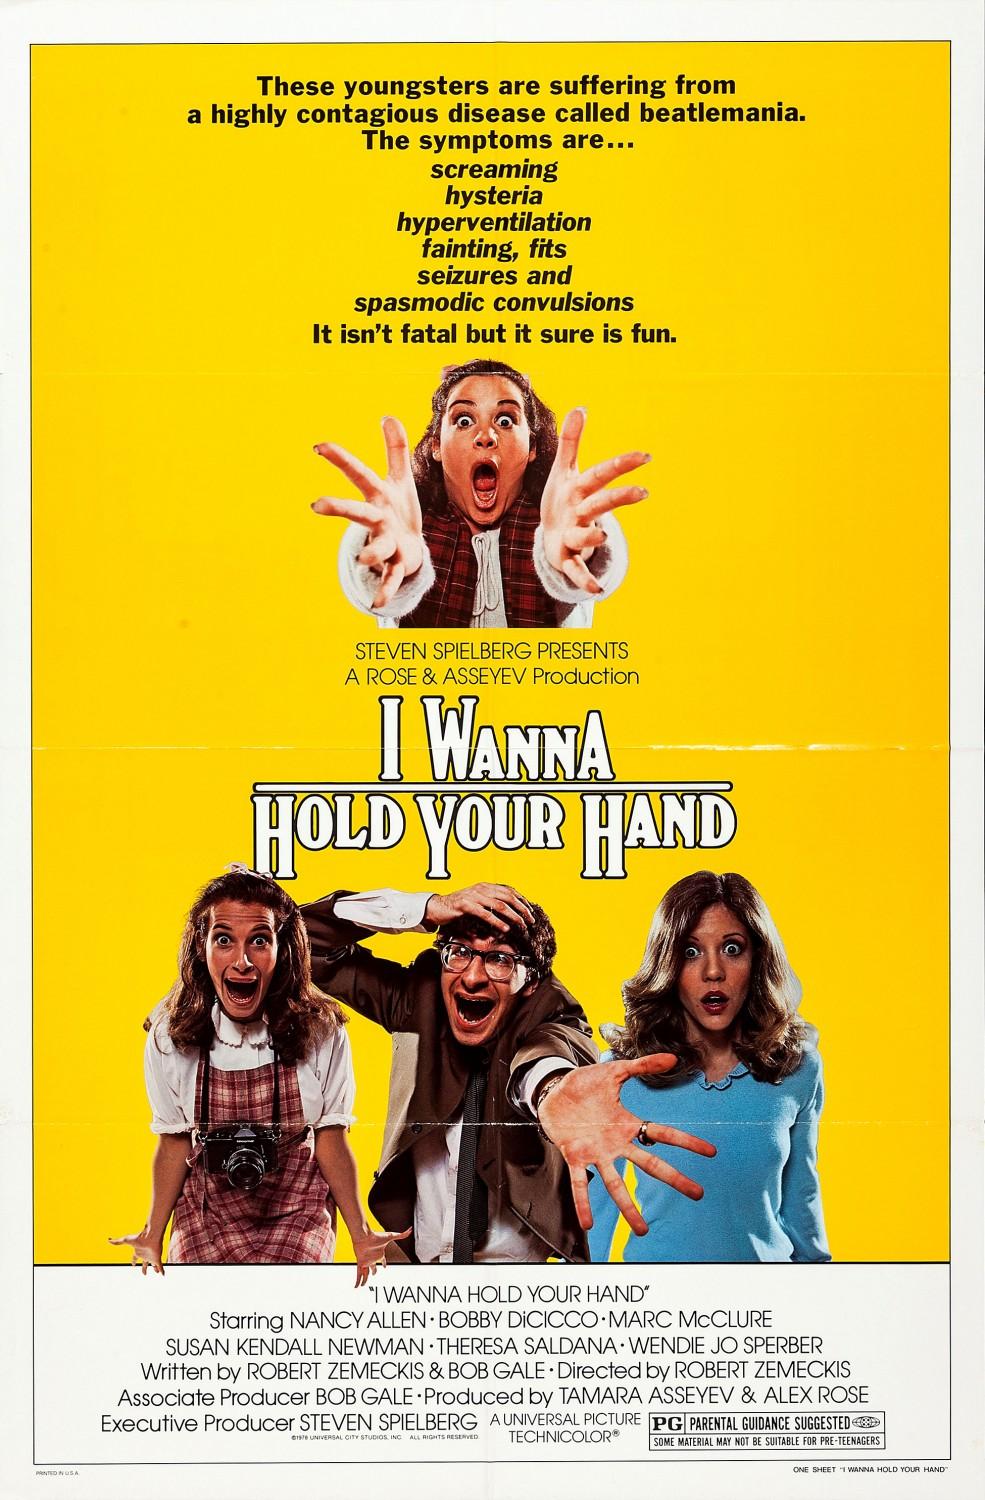 These youngsters are suffering from
a highly contagious disease called beatlemania.
The symptoms are...
screaming
hysteria
hyperventilation
fainting, fits
seizures and
spasmodic convulsions
It isn't fatal but it sure is fun.
STEVEN SPIELBERG PRESENTS
A ROSE & ASSEYEV Production
I WANNA
HOLD YOUR HAND
"I WANNA HOLD YOUR HAND"
Starring NANCY ALLEN · BOBBY DiCICCO · MARC McCLURE
SUSAN KENDALL NEWMAN · THERESA SALDANA · WENDIE JO SPERBER
Written by ROBERT ZEMECKIS & BOB GALE · Directed by ROBERT ZEMECKIS
Associate Producer BOB GALE · Produced by TAMARA ASSEYEV & ALEX ROSE
Executive Producer STEVEN SPIELBERG
©1978 UNIVERSAL CITY STUDIOS, INC. ALL RIGHTS RESERVED.
A UNIVERSAL PICTURE
TECHNICOLOR®
PG PARENTAL GUIDANCE SUGGESTED
SOME MATERIAL MAY NOT BE SUITABLE FOR PRE-TEENAGERS
PRINTED IN U.S.A.
ONE SHEET "I WANNA HOLD YOUR HAND"